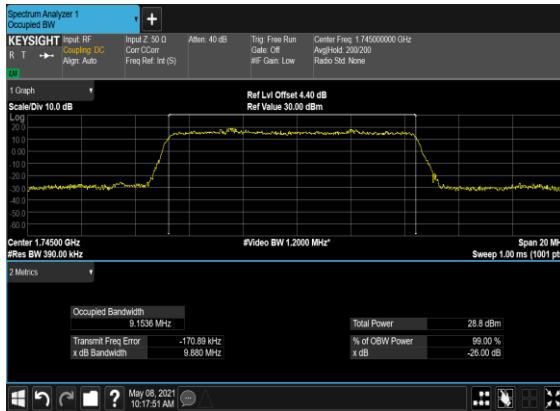 Spectrum Analyzer 1
Occupied BW
+
KEYSIGHT Input: RF Input Z: 50 Ω Atten: 40 dB Trig: Free Run Center Freq: 1.745000000 GHz
R T Coupling: DC Corr CCorr Gate: Off Avg|Hold: 200/200
Align: Auto Freq Ref: Int (S) #IF Gain: Low Radio Std: None
LXI
1 Graph
Ref Lvl Offset 4.40 dB
Scale/Div 10.0 dB Ref Value 30.00 dBm
Log
20.0
10.0
0.00
-10.0
-20.0
-30.0
-40.0
-50.0
-60.0
Center 1.74500 GHz #Video BW 1.2000 MHz* Span 20 MH
#Res BW 390.00 kHz Sweep 1.00 ms (1001 pt
2 Metrics
Occupied Bandwidth
9.1536 MHz Total Power 28.8 dBm
Transmit Freq Error -170.89 kHz % of OBW Power 99.00 %
x dB Bandwidth 9.880 MHz x dB -26.00 dB
? May 08, 2021
10:17:51 AM